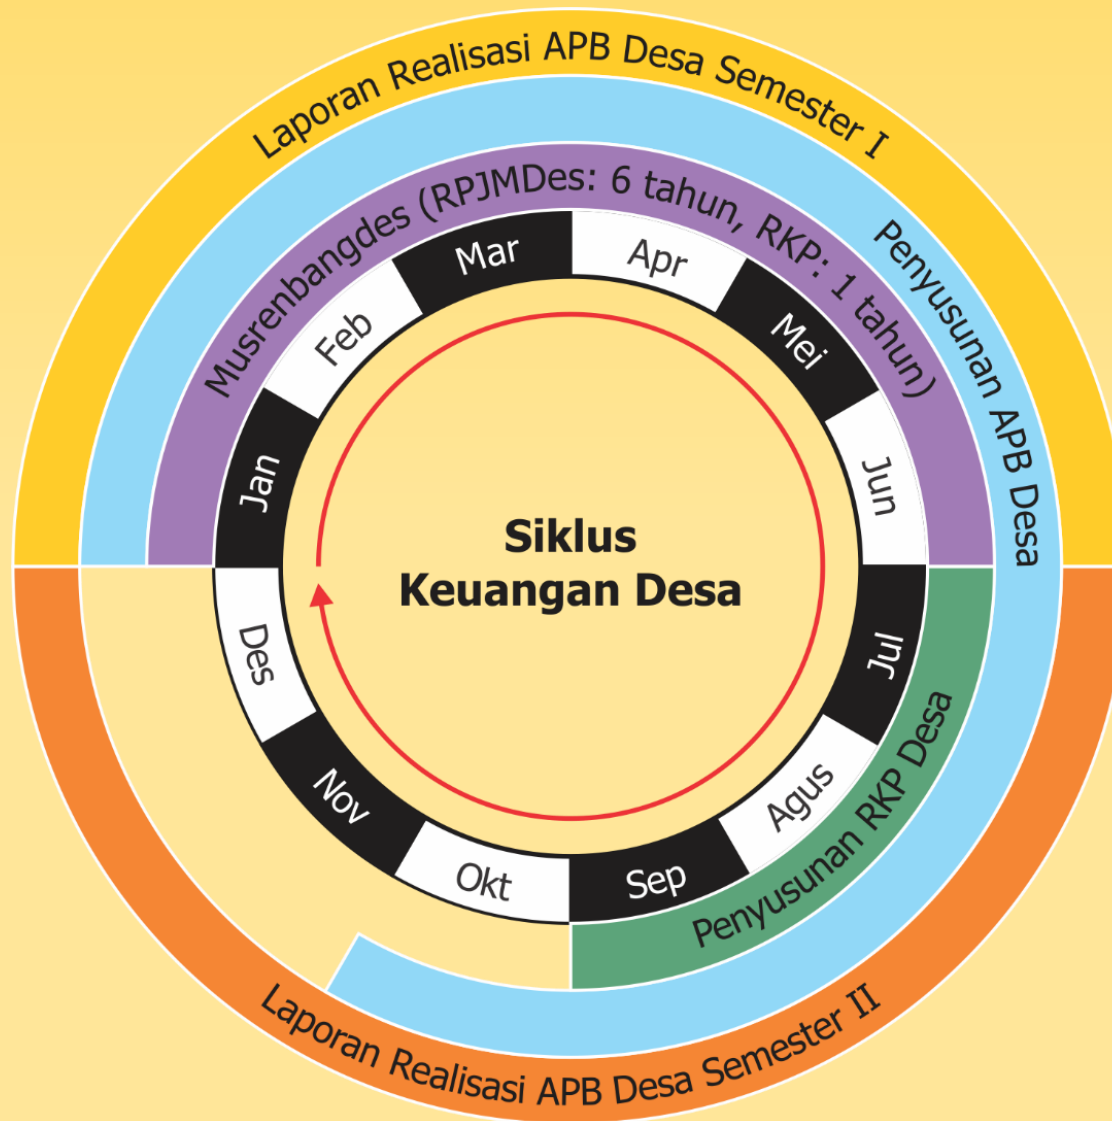 Laporan Realisasi APB Desa Semester I
Penyusunan APB Desa
Musrenbangdes (RPJMDes: 6 tahun, RKP: 1 tahun)
Jan
Feb
Mar
Apr
Mei
Jun
Jul
Agus
Sep
Okt
Nov
Des
Siklus
Keuangan Desa
Penyusunan RKP Desa
Laporan Realisasi APB Desa Semester II